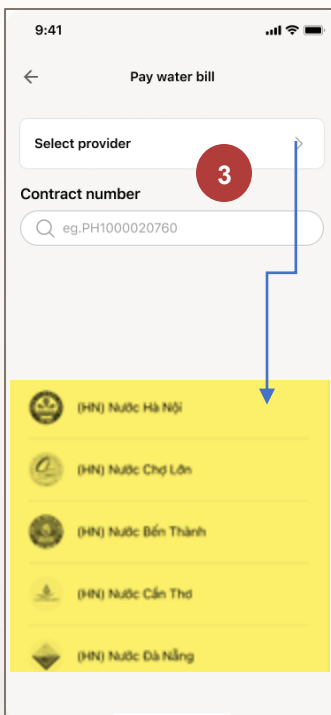 9:41
Pay water bill
Select provider
3
Contract number
eg.PH1000020760
(HN) Nước Hà Nội
(HN) Nước Chợ Lớn
(HN) Nước Bến Thành
(HN) Nước Cần Thơ
(HN) Nước Đà Nẵng